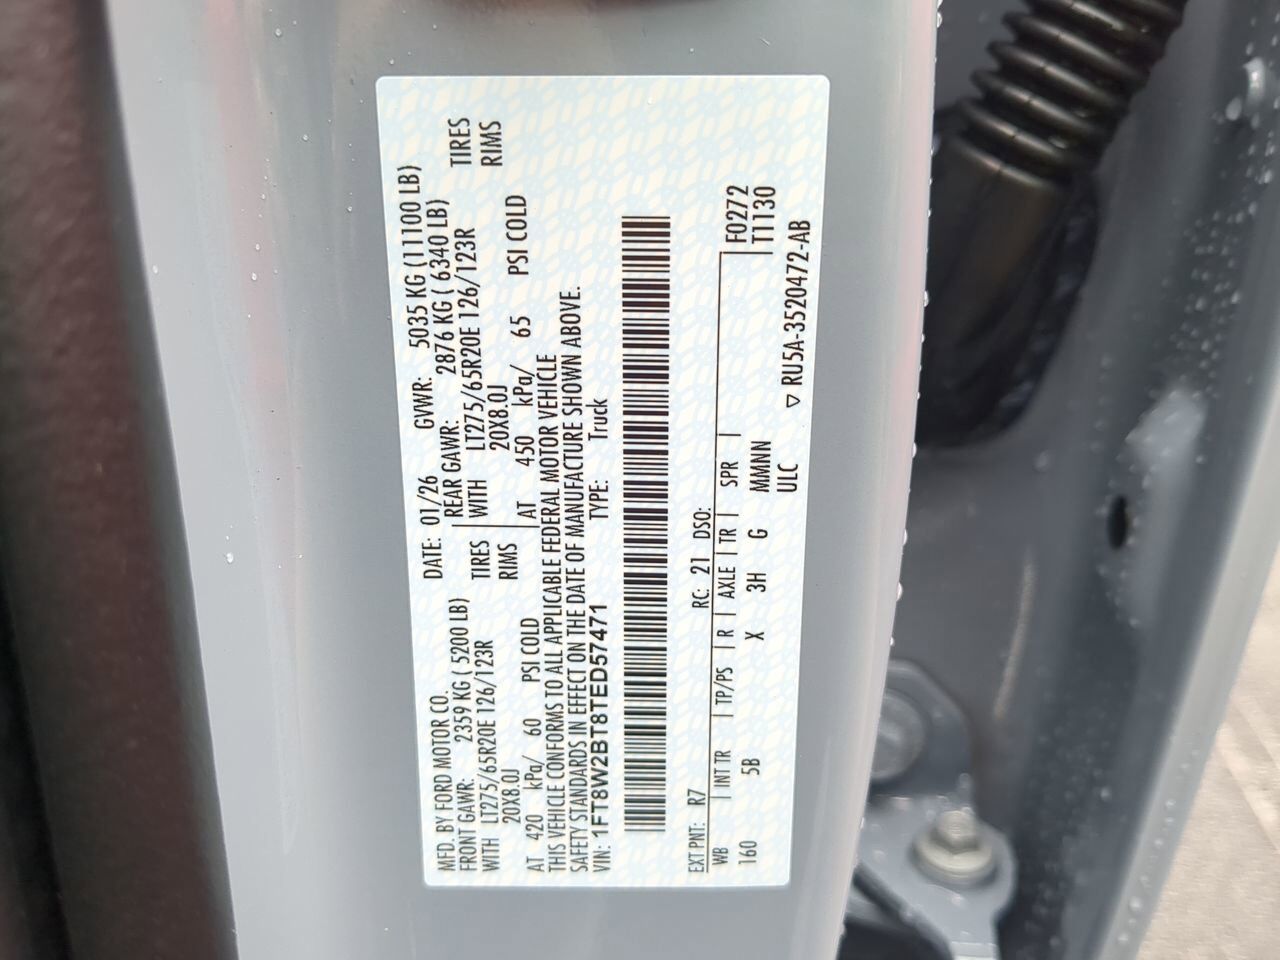 MFD. BY FORD MOTOR CO.
DATE: 01/26 GVWR: 5035 KG (11100 LB)
FRONT GAWR: 2359 KG ( 5200 LB)
REAR GAWR: 2876 KG ( 6340 LB)
WITH LT275/65R20E 126/123R TIRES
WITH LT275/65R20E 126/123R TIRES
20X8.0J RIMS
20X8.0J RIMS
AT 420 kPa/ 60 PSI COLD
AT 450 kPa/ 65 PSI COLD
THIS VEHICLE CONFORMS TO ALL APPLICABLE FEDERAL MOTOR VEHICLE
SAFETY STANDARDS IN EFFECT ON THE DATE OF MANUFACTURE SHOWN ABOVE.
VIN: 1FT8W2BT8TED57471 TYPE: Truck
EXT PNT: R7 RC: 21 DSO: F0272
WB INT TR TP/PS R AXLE TR SPR T1130
160 5B X 3H G MMNN
ULC
▽ RU5A-3520472-AB